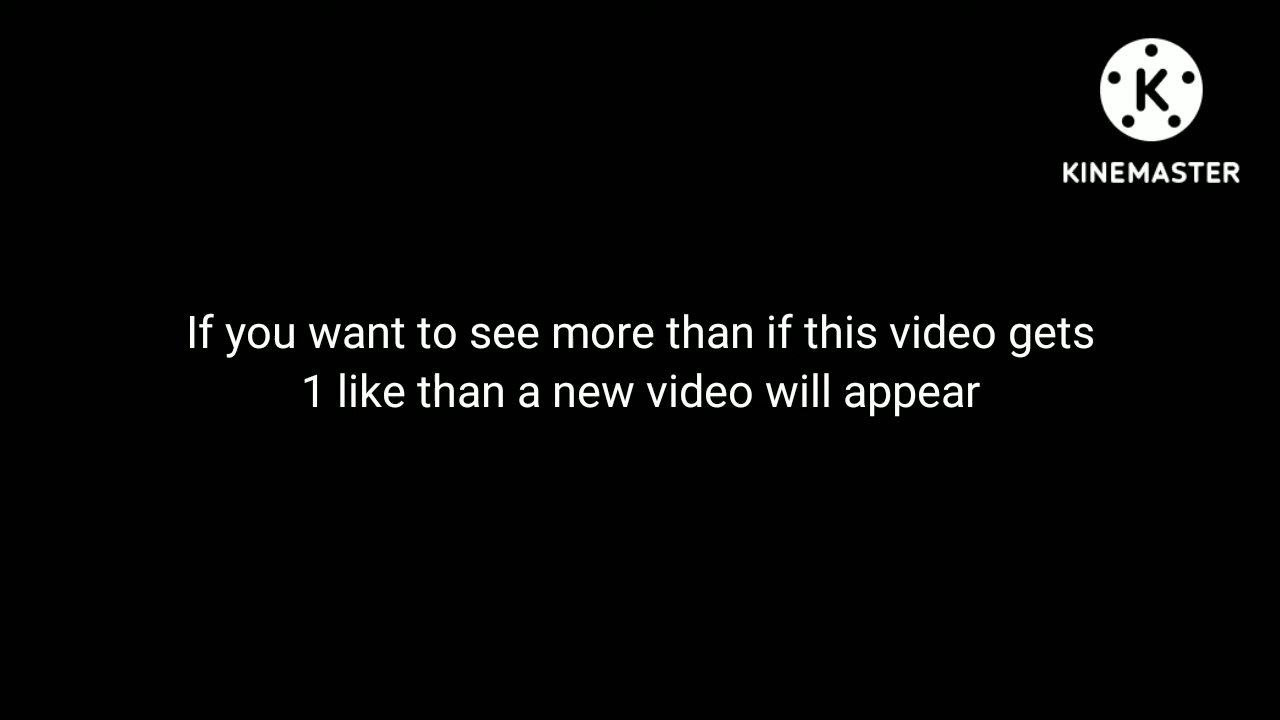 K
KINEMASTER
If you want to see more than if this video gets
1 like than a new video will appear